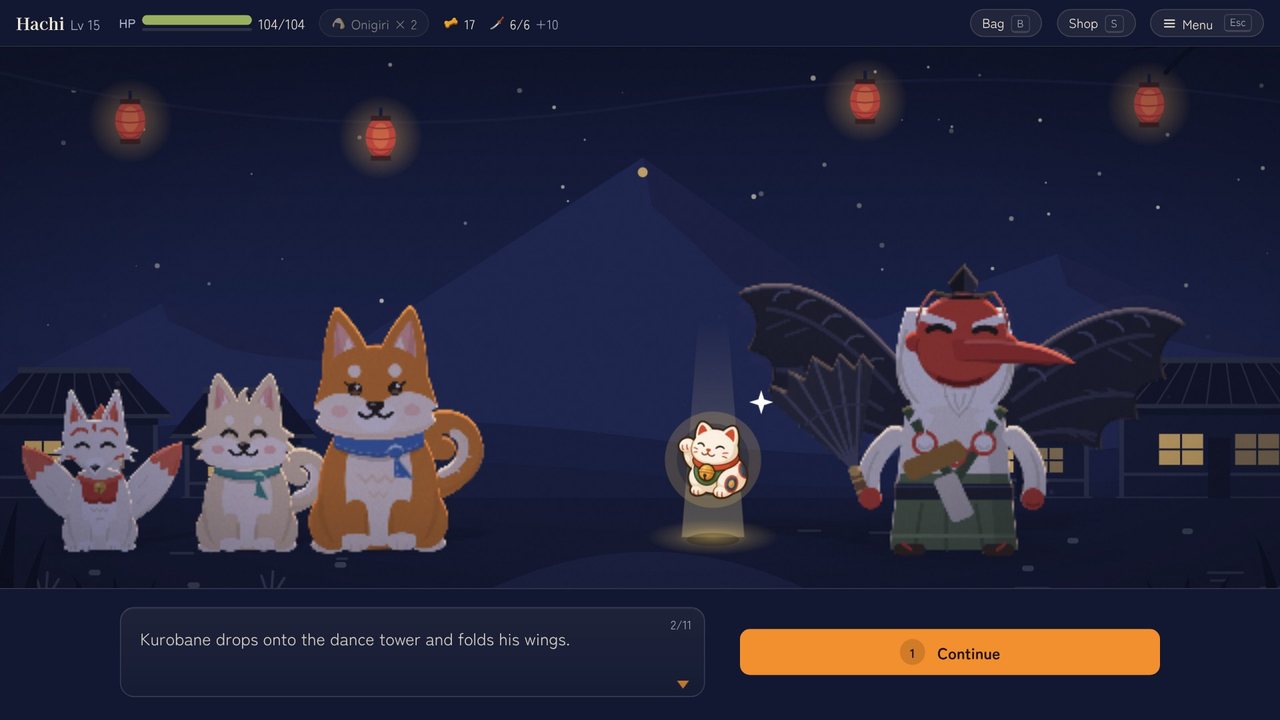 Hachi Lv 15 HP 104/104 Onigiri × 2 17 6/6 +10 Bag B Shop S Menu Esc
2/11
Kurobane drops onto the dance tower and folds his wings.
1 Continue